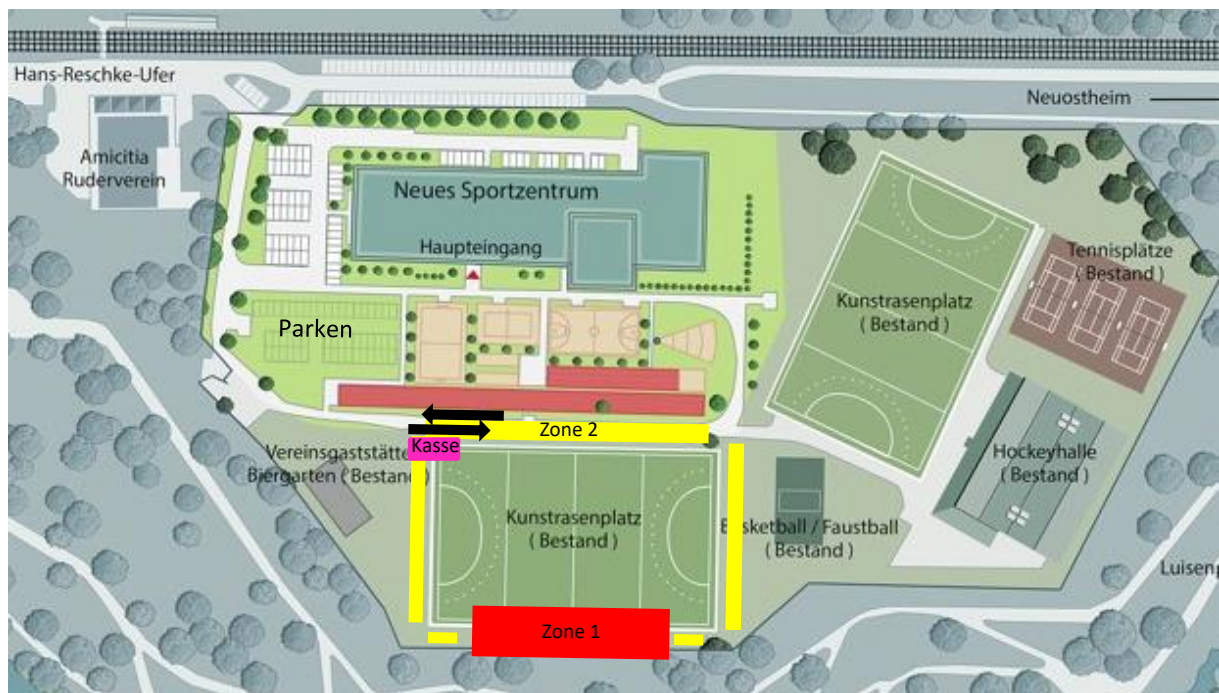 Hans-Reschke-Ufer
Neuostheim
Amicitia
Ruderverein
Neues Sportzentrum
Haupteingang
Tennisplätze
( Bestand )
Kunstrasenplatz
( Bestand )
Parken
Zone 2
Kasse
Vereinsgaststätte
Biergarten ( Bestand )
Hockeyhalle
( Bestand )
Kunstrasenplatz
( Bestand )
Basketball / Faustball
( Bestand )
Luisenp
Zone 1